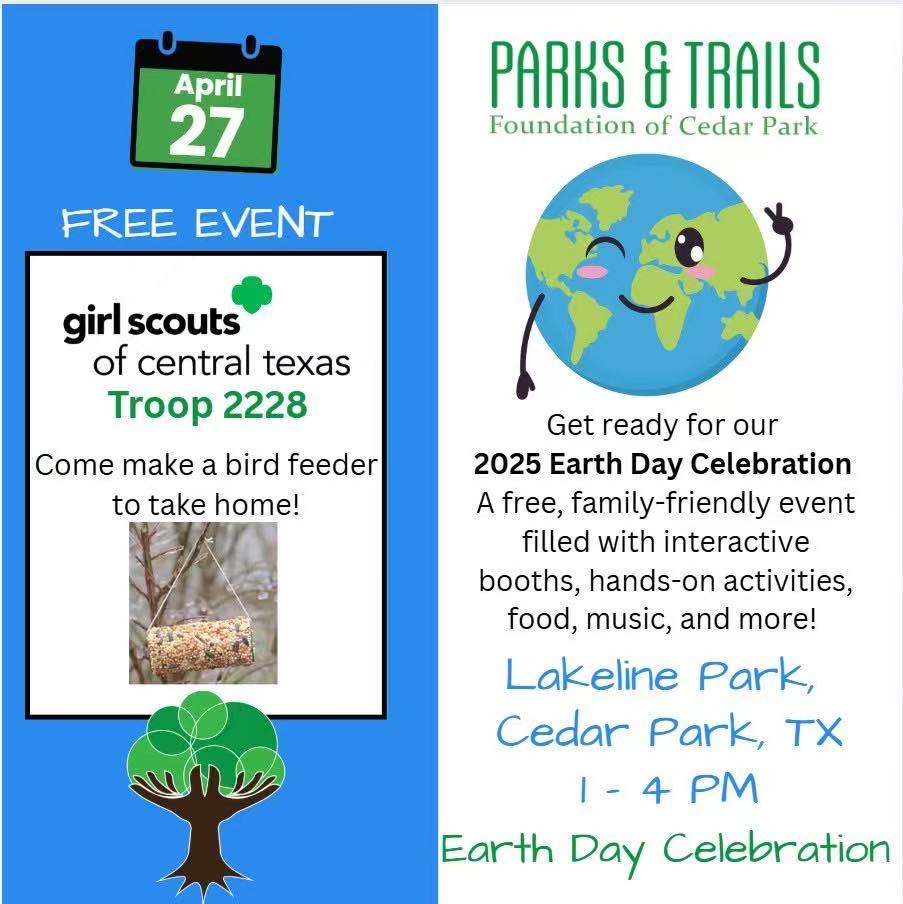 April
27
FREE EVENT
girl scouts
of central texas
Troop 2228
Come make a bird feeder
to take home!
PARKS & TRAILS
Foundation of Cedar Park
Get ready for our
2025 Earth Day Celebration
A free, family-friendly event
filled with interactive
booths, hands-on activities,
food, music, and more!
Lakeline Park,
Cedar Park, TX
1 - 4 PM
Earth Day Celebration